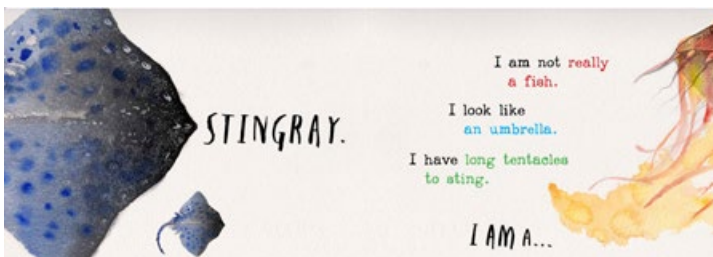 STINGRAY.
I am not really
a fish.
I look like
an umbrella.
I have long tentacles
to sting.
I AM A...